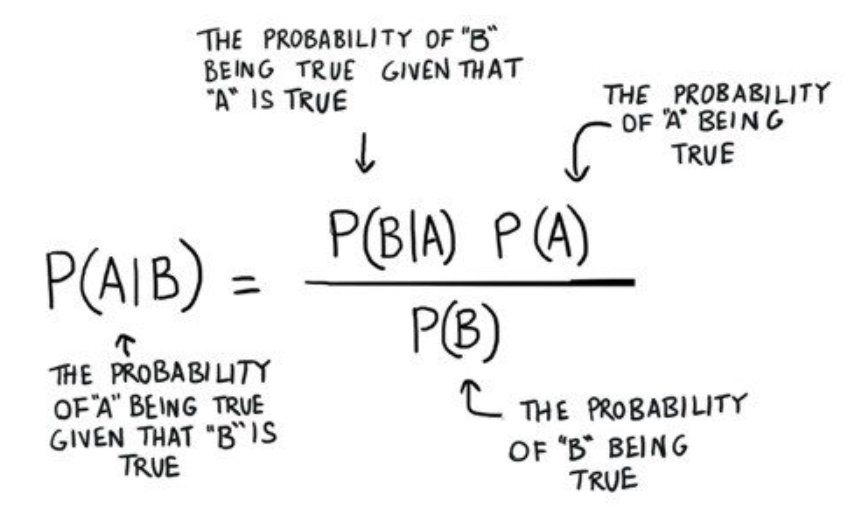 THE PROBABILITY OF "B"
BEING TRUE GIVEN THAT
"A" IS TRUE
THE PROBABILITY
OF "A" BEING
TRUE
P(A|B) = P(B|A) P(A)
P(B)
THE PROBABILITY
OF "A" BEING TRUE
GIVEN THAT "B" IS
TRUE
THE PROBABILITY
OF "B" BEING
TRUE